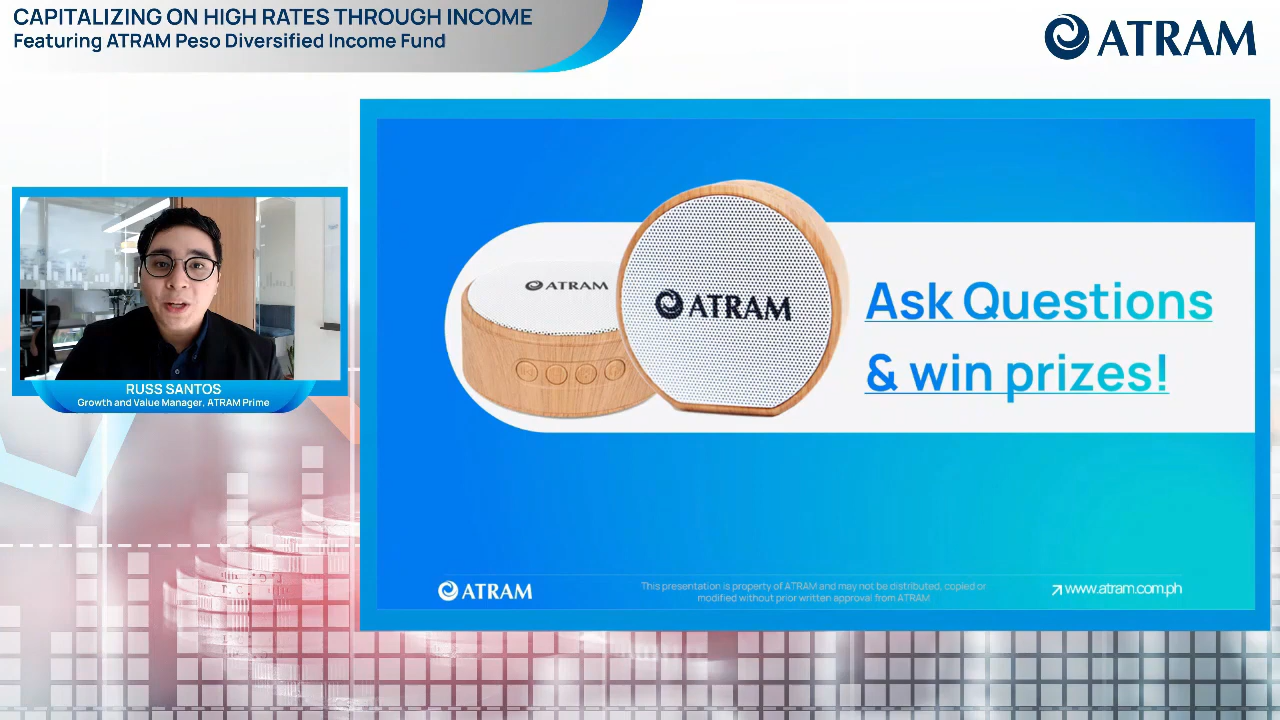 CAPITALIZING ON HIGH RATES THROUGH INCOME
Featuring ATRAM Peso Diversified Income Fund
ATRAM
RUSS SANTOS
Growth and Value Manager, ATRAM Prime
ATRAM
ATRAM
Ask Questions
& win prizes!
ATRAM
This presentation is property of ATRAM and may not be distributed, copied or
modified without prior written approval from ATRAM
www.atram.com.ph